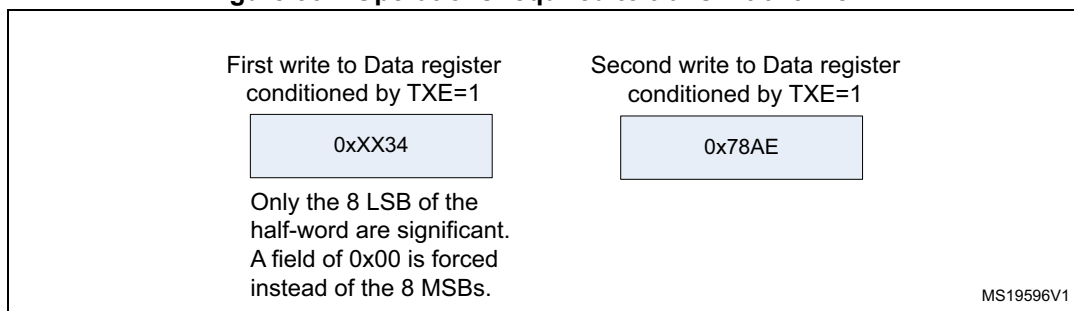 First write to Data register
conditioned by TXE=1
0xXX34
Only the 8 LSB of the
half-word are significant.
A field of 0x00 is forced
instead of the 8 MSBs.
Second write to Data register
conditioned by TXE=1
0x78AE
MS19596V1